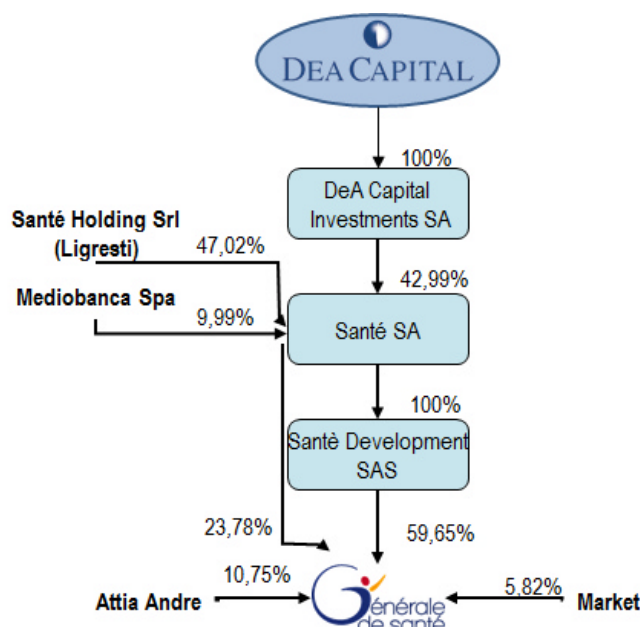 DEA CAPITAL
100%
DeA Capital
Investments SA
Santé Holding Srl
(Ligresti)
47,02%
42,99%
Mediobanca Spa
9,99%
Santé SA
100%
Santè Development
SAS
23,78%
59,65%
10,75%
Attia Andre
Générale
de santé
5,82%
Market